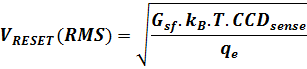 V_RESET(RMS) = √(G_sf.k_B.T.CCD_sense / q_e)